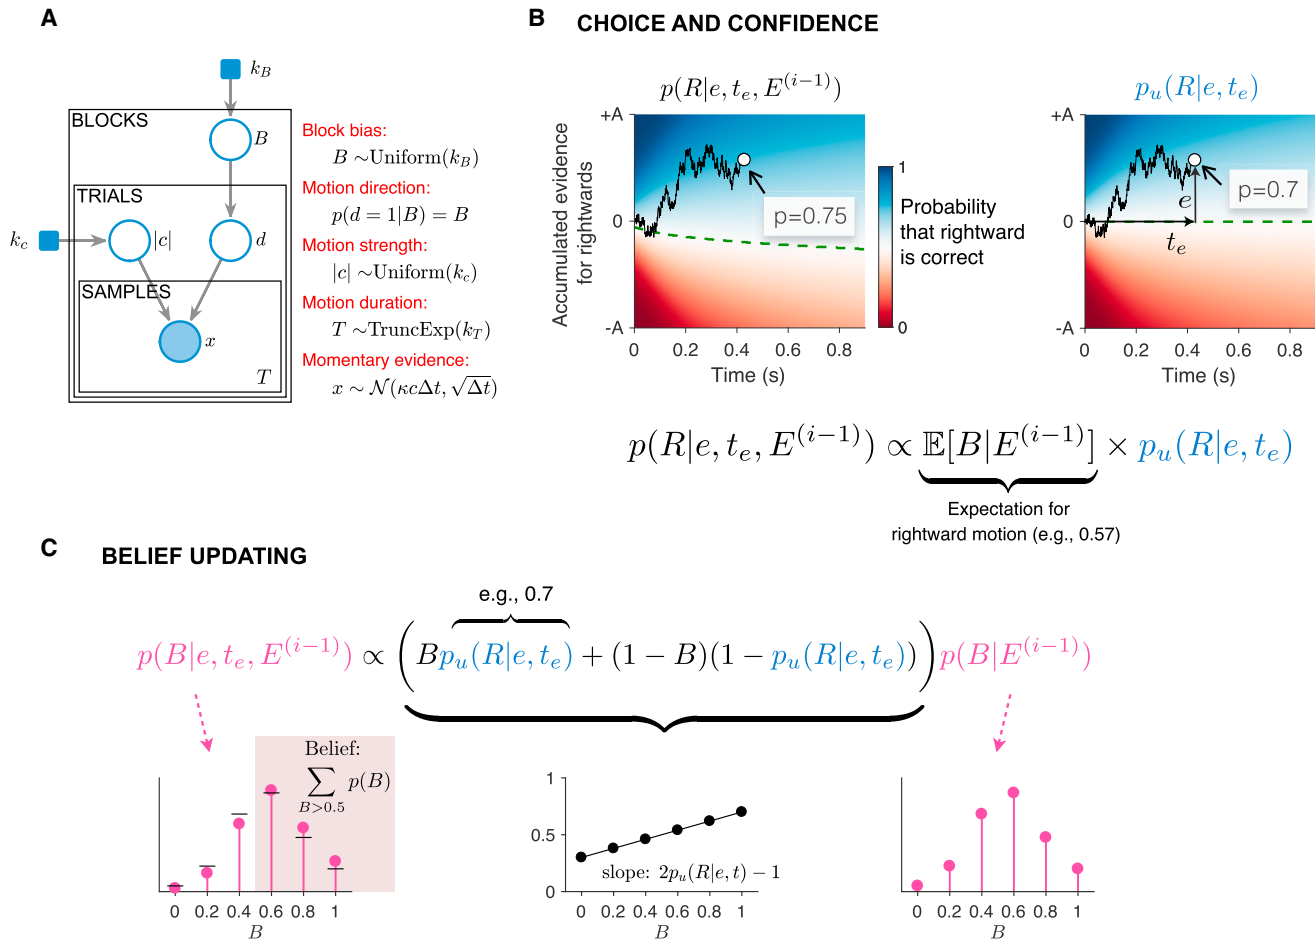 A
k_B
BLOCKS
B
TRIALS
k_c
|c|
d
SAMPLES
x
T
Block bias:
B ∼Uniform(k_B)
Motion direction:
p(d = 1|B) = B
Motion strength:
|c| ∼Uniform(k_c)
Motion duration:
T ∼TruncExp(k_T)
Momentary evidence:
x ∼ 𝒩(κcΔt, √Δt)
B
CHOICE AND CONFIDENCE
p(R|e, t_e, E^(i−1))
+A
0
-A
Accumulated evidence
for rightwards
p=0.75
0 0.2 0.4 0.6 0.8
Time (s)
1
0
Probability
that rightward
is correct
p_u(R|e, t_e)
+A
0
-A
p=0.7
e
t_e
0 0.2 0.4 0.6 0.8
Time (s)
p(R|e, t_e, E^(i−1)) ∝ 𝔼[B|E^(i−1)] × p_u(R|e, t_e)
Expectation for
rightward motion (e.g., 0.57)
C
BELIEF UPDATING
e.g., 0.7
p(B|e, t_e, E^(i−1)) ∝ (Bp_u(R|e, t_e) + (1 − B)(1 − p_u(R|e, t_e)))p(B|E^(i−1))
Belief:
∑ p(B)
B>0.5
0 0.2 0.4 0.6 0.8 1
B
1
0.5
0
slope: 2p_u(R|e, t) − 1
0 0.2 0.4 0.6 0.8 1
B
0 0.2 0.4 0.6 0.8 1
B